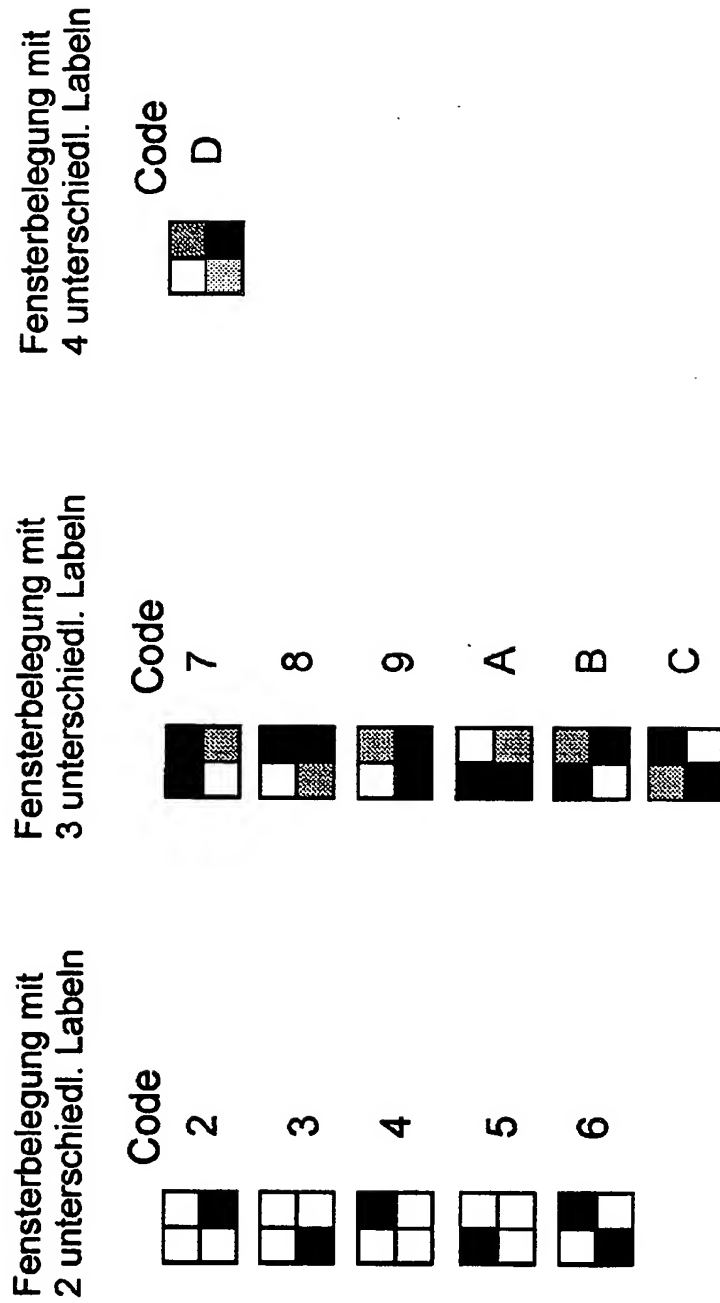 Fensterbelegung mit
2 unterschiedl. Labeln
Code
2
3
4
5
6
Fensterbelegung mit
3 unterschiedl. Labeln
Code
7
8
9
A
B
C
Fensterbelegung mit
4 unterschiedl. Labeln
Code
D